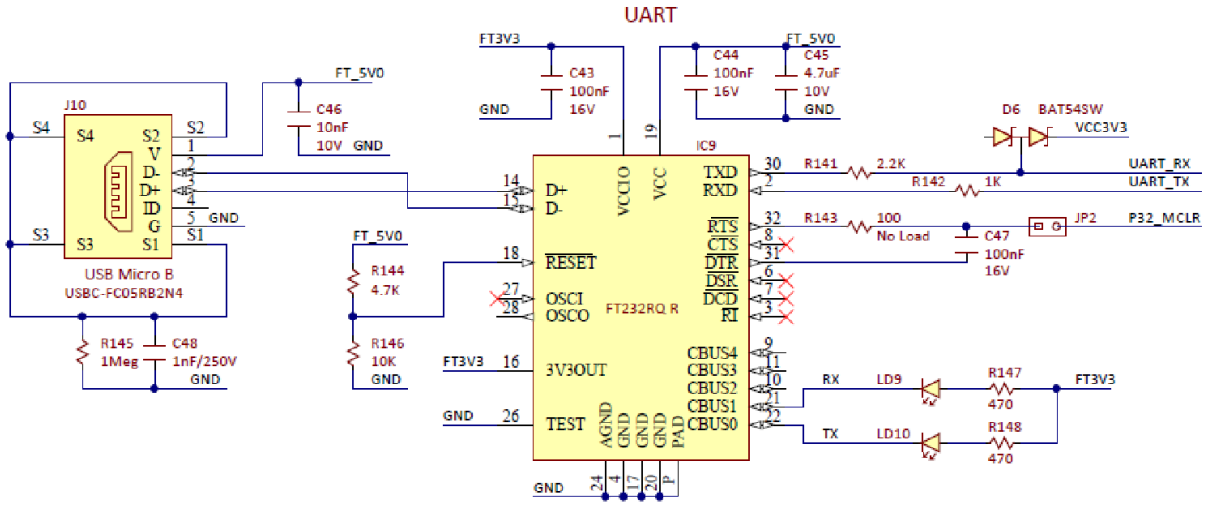 UART
FT3V3
C43
100nF
16V
GND
C44
100nF
16V
FT_5V0
C45
4.7uF
10V
GND
FT_5V0
C46
10nF
10V
GND
J10
S4
S4
S2
S2
V
1
D-
2
D+
3
ID
4
G
5
GND
S3
S3
S1
S1
USB Micro B
USBC-FC05RB2N4
R145
1Meg
C48
1nF/250V
GND
FT_5V0
R144
4.7K
R146
10K
GND
1
19
IC9
VCCIO
VCC
14
D+
15
D-
18
RESET
27
OSCI
28
OSCO
FT232RQ_R
FT3V3
16
3V3OUT
GND
26
TEST
AGND
GND
GND
GND
PAD
24
4
17
20
P
GND
TXD
30
RXD
2
RTS
32
CTS
8
DTR
31
DSR
6
DCD
7
RI
3
CBUS4
9
CBUS3
11
CBUS2
10
CBUS1
21
CBUS0
22
D6
BAT54SW
VCC3V3
R141
2.2K
UART_RX
R142
1K
UART_TX
R143
100
No Load
JP2
P32_MCLR
C47
100nF
16V
RX
LD9
R147
470
FT3V3
TX
LD10
R148
470